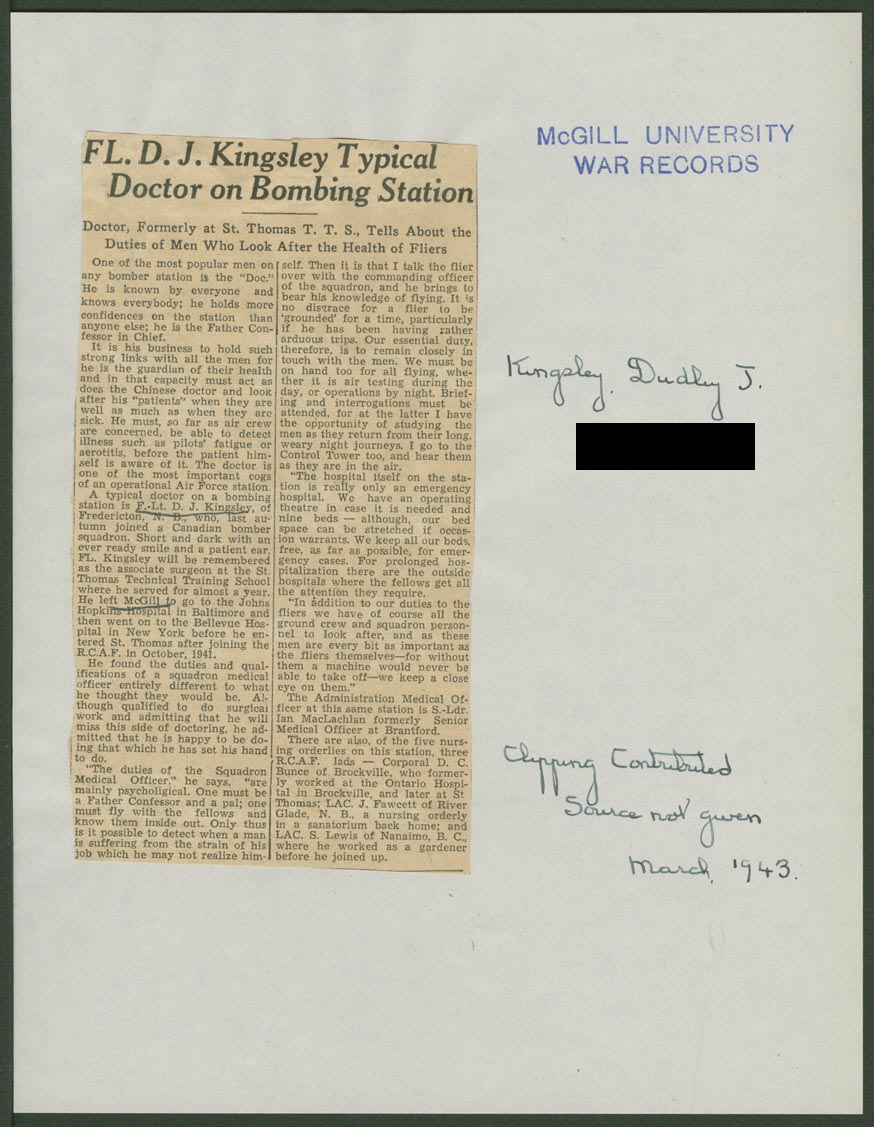 FL. D. J. Kingsley Typical
Doctor on Bombing Station
Doctor, Formerly at St. Thomas T. T. S., Tells About the
Duties of Men Who Look After the Health of Fliers
One of the most popular men on
any bomber station is the "Doc."
He is known by everyone and
knows everybody; he holds more
confidences on the station than
anyone else; he is the Father Con-
fessor in Chief.
It is his business to hold such
strong links with all the men for
he is the guardian of their health
and in that capacity must act as
does the Chinese doctor and look
after his "patients" when they are
well as much as when they are
sick. He must, so far as air crew
are concerned, be able to detect
illness such as pilots' fatigue or
aerotitis, before the patient him-
self is aware of it. The doctor is
one of the most important cogs
of an operational Air Force station.
A typical doctor on a bombing
station is F.-Lt. D. J. Kingsley, of
Fredericton, N. B., who, last au-
tumn joined a Canadian bomber
squadron. Short and dark with an
ever ready smile and a patient ear,
FL. Kingsley will be remembered
as the associate surgeon at the St.
Thomas Technical Training School
where he served for almost a year.
He left McGill to go to the Johns
Hopkins Hospital in Baltimore and
then went on to the Bellevue Hos-
pital in New York before he en-
tered St. Thomas after joining the
R.C.A.F. in October, 1941.
He found the duties and qual-
ifications of a squadron medical
officer entirely different to what
he thought they would be. Al-
though qualified to do surgical
work and admitting that he will
miss this side of doctoring, he ad-
mitted that he is happy to be do-
ing that which he has set his hand
to do.
"The duties of the Squadron
Medical Officer," he says, "are
mainly psycholigical. One must be
a Father Confessor and a pal; one
must fly with the fellows and
know them inside out. Only thus
is it possible to detect when a man
is suffering from the strain of his
job which he may not realize him-
self. Then it is that I talk the flier
over with the commanding officer
of the squadron, and he brings to
bear his knowledge of flying. It is
no disgrace for a flier to be
'grounded' for a time, particularly
if he has been having rather
arduous trips. Our essential duty,
therefore, is to remain closely in
touch with the men. We must be
on hand too for all flying, whe-
ther it is air testing during the
day, or operations by night. Brief-
ing and interrogations must be
attended, for at the latter I have
the opportunity of studying the
men as they return from their long,
weary night journeys. I go to the
Control Tower too, and hear them
as they are in the air.
"The hospital itself on the sta-
tion is really only an emergency
hospital. We have an operating
theatre in case it is needed and
nine beds — although, our bed
space can be stretched if occas-
ion warrants. We keep all our beds,
free, as far as possible, for emer-
gency cases. For prolonged hos-
pitalization there are the outside
hospitals where the fellows get all
the attention they require.
"In addition to our duties to the
fliers we have of course all the
ground crew and squadron person-
nel to look after, and as these
men are every bit as important as
the fliers themselves—for without
them a machine would never be
able to take off—we keep a close
eye on them."
The Administration Medical Of-
ficer at this same station is S.-Ldr.
Ian MacLachlan formerly Senior
Medical Officer at Brantford.
There are also, of the five nurs-
ing orderlies on this station, three
R.C.A.F. lads — Corporal D. C.
Bunce of Brockville, who former-
ly worked at the Ontario Hospi-
tal in Brockville, and later at St
Thomas; LAC. J. Fawcett of River
Glade, N. B., a nursing orderly
in a sanatorium back home; and
LAC. S. Lewis of Nanaimo, B. C.,
where he worked as a gardener
before he joined up.
McGILL UNIVERSITY
WAR RECORDS
Kingsley, Dudley J.
Clipping Contributed
Source not given
March, 1943.